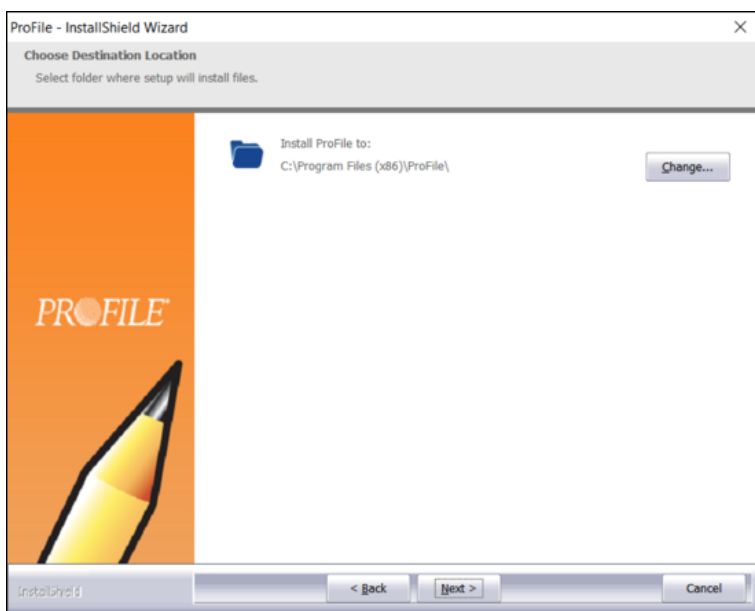 ProFile - InstallShield Wizard
Choose Destination Location
Select folder where setup will install files.
Install ProFile to:
C:\Program Files (x86)\ProFile\
Change...
PROFILE
InstallShield
< Back
Next >
Cancel